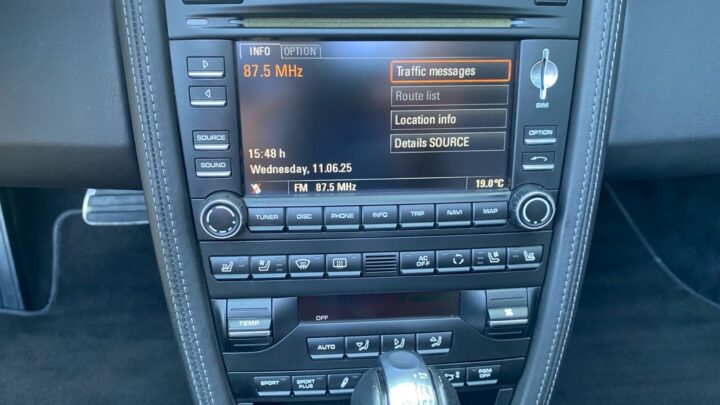 INFO OPTION
87.5 MHz
Traffic messages
Route list
Location info
Details SOURCE
15:48 h
Wednesday, 11.06.25
FM 87.5 MHz 19.0°C
SIM
SOURCE
SOUND
OPTION
TUNER DISC PHONE INFO TRIP NAVI MAP
AC OFF
TEMP
OFF
AUTO
SPORT SPORT PLUS PSM OFF